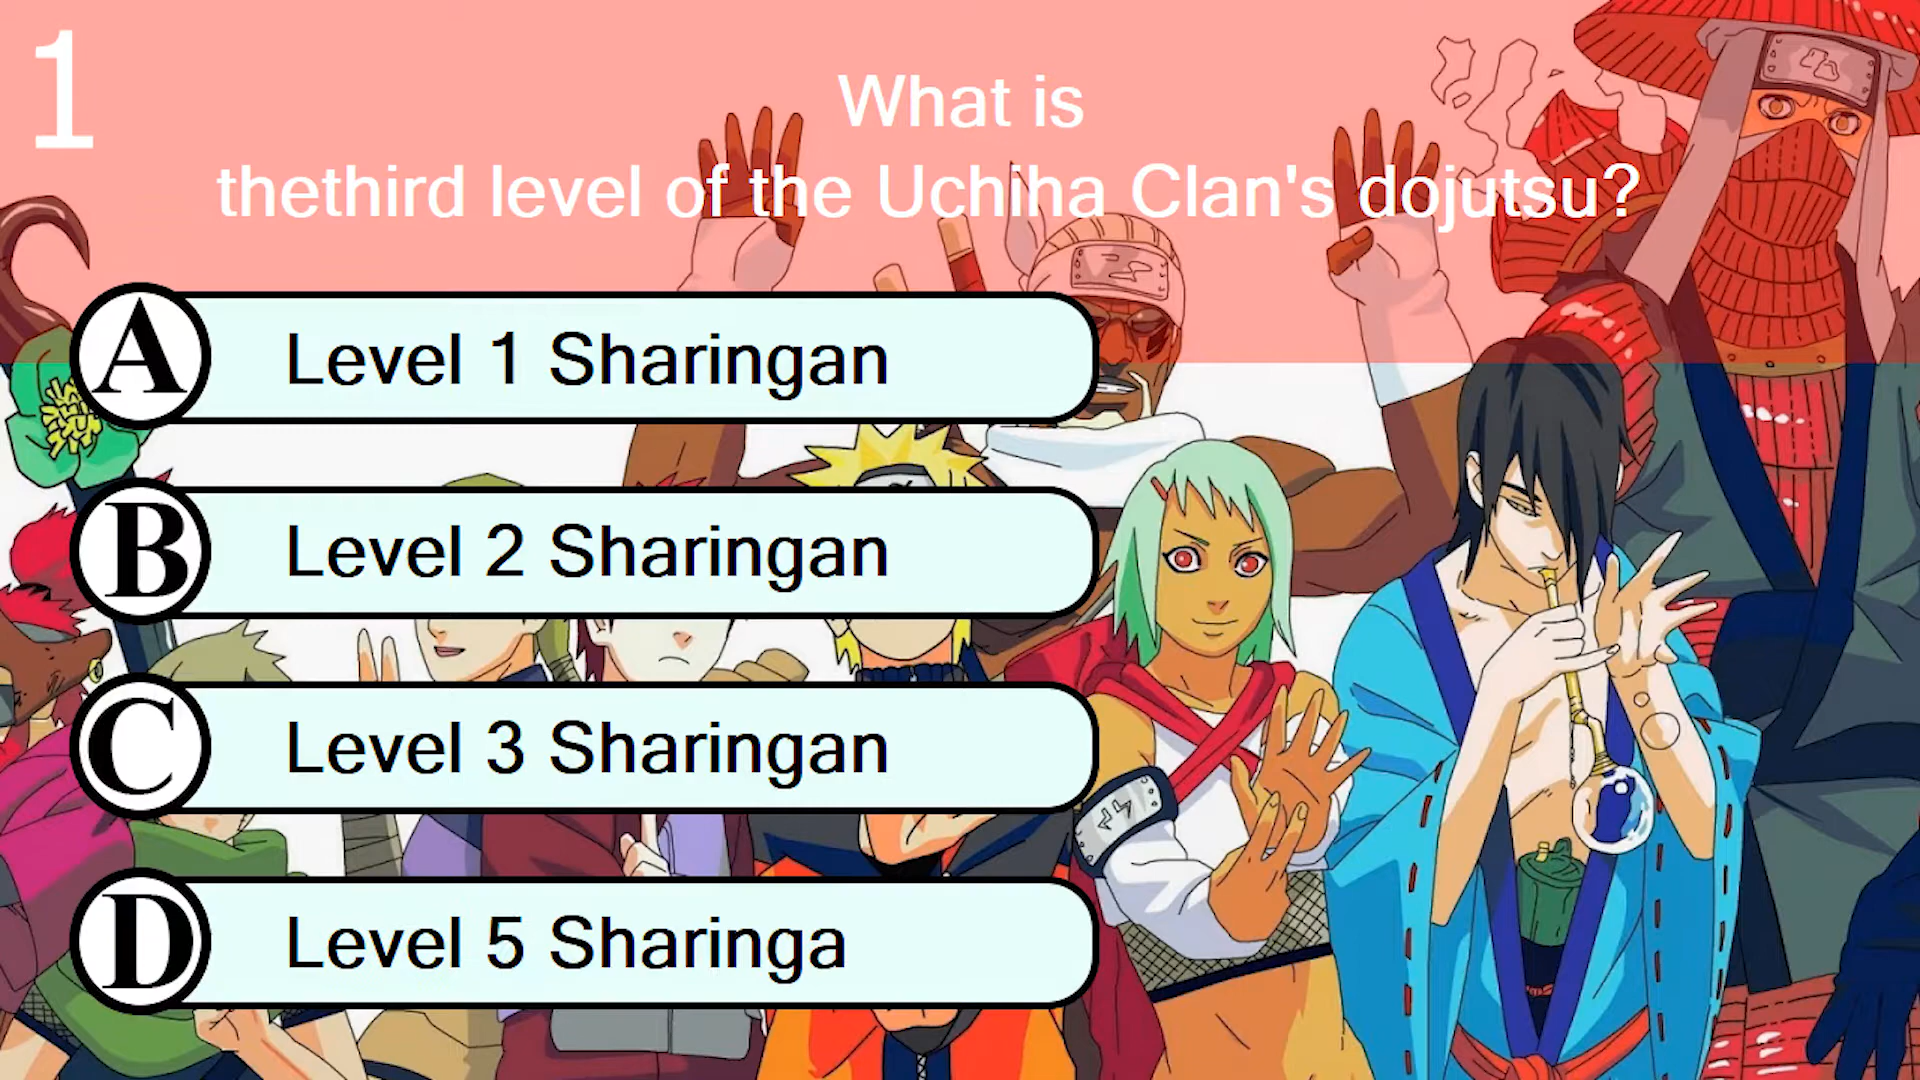 1
What is
thethird level of the Uchiha Clan's dojutsu?
A Level 1 Sharingan
B Level 2 Sharingan
C Level 3 Sharingan
D Level 5 Sharinga